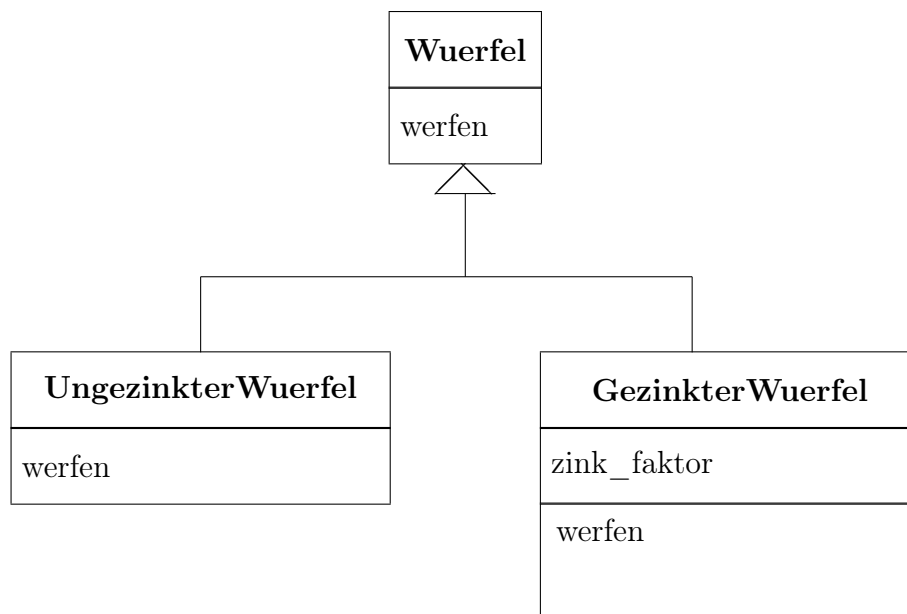 Wuerfel
werfen
UngezinkterWuerfel
werfen
GezinkterWuerfel
zink_faktor
werfen